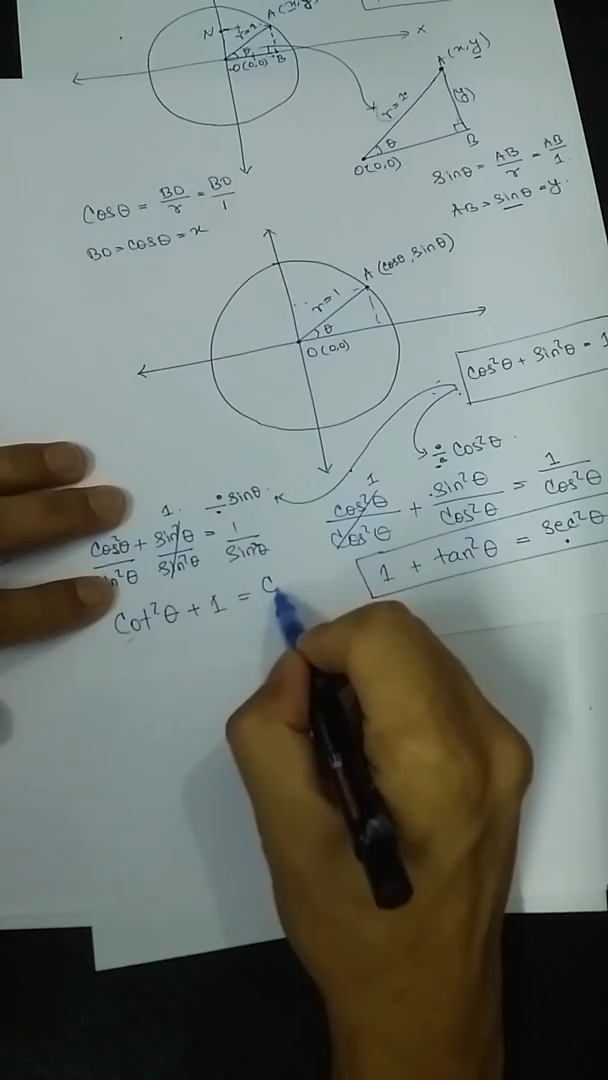 N
A(x,y)
x
θ
O(0,0)
B
A(x,y)
r=x
(y)
θ
B
O(0,0)
Sinθ = AB/r = AB/1.
AB = sinθ = y.
Cosθ = BO/r = BO/1
BO = cosθ = x
A (cosθ, sinθ)
r=1
θ
O(0,0)
Cos²θ + Sin²θ = 1
÷ Cos²θ
1
cos²θ/cos²θ + sin²θ/cos²θ = 1/cos²θ
1 + tan²θ = sec²θ
1. ÷ sinθ
cos²θ/sin²θ + sin²θ/sin²θ = 1/sin²θ
Cot²θ + 1 = C